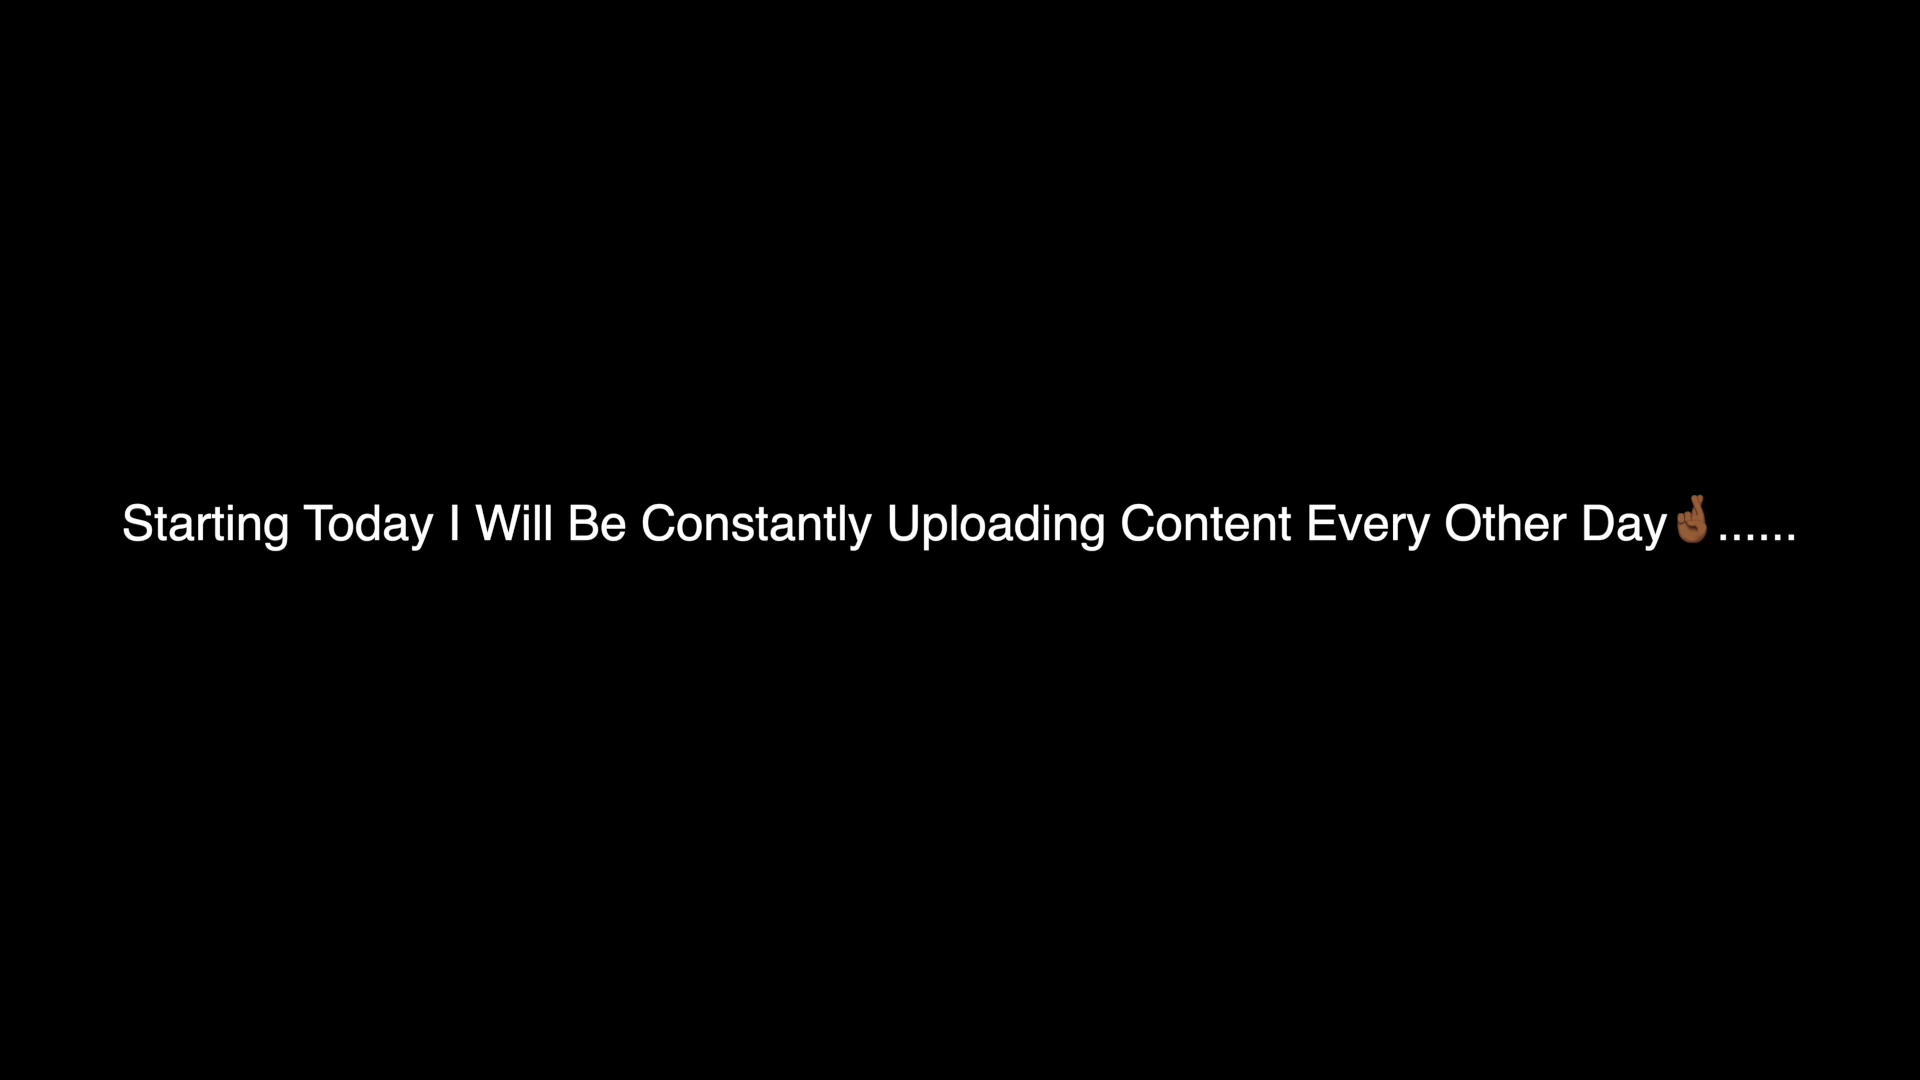 Starting Today I Will Be Constantly Uploading Content Every Other Day🤞🏾......